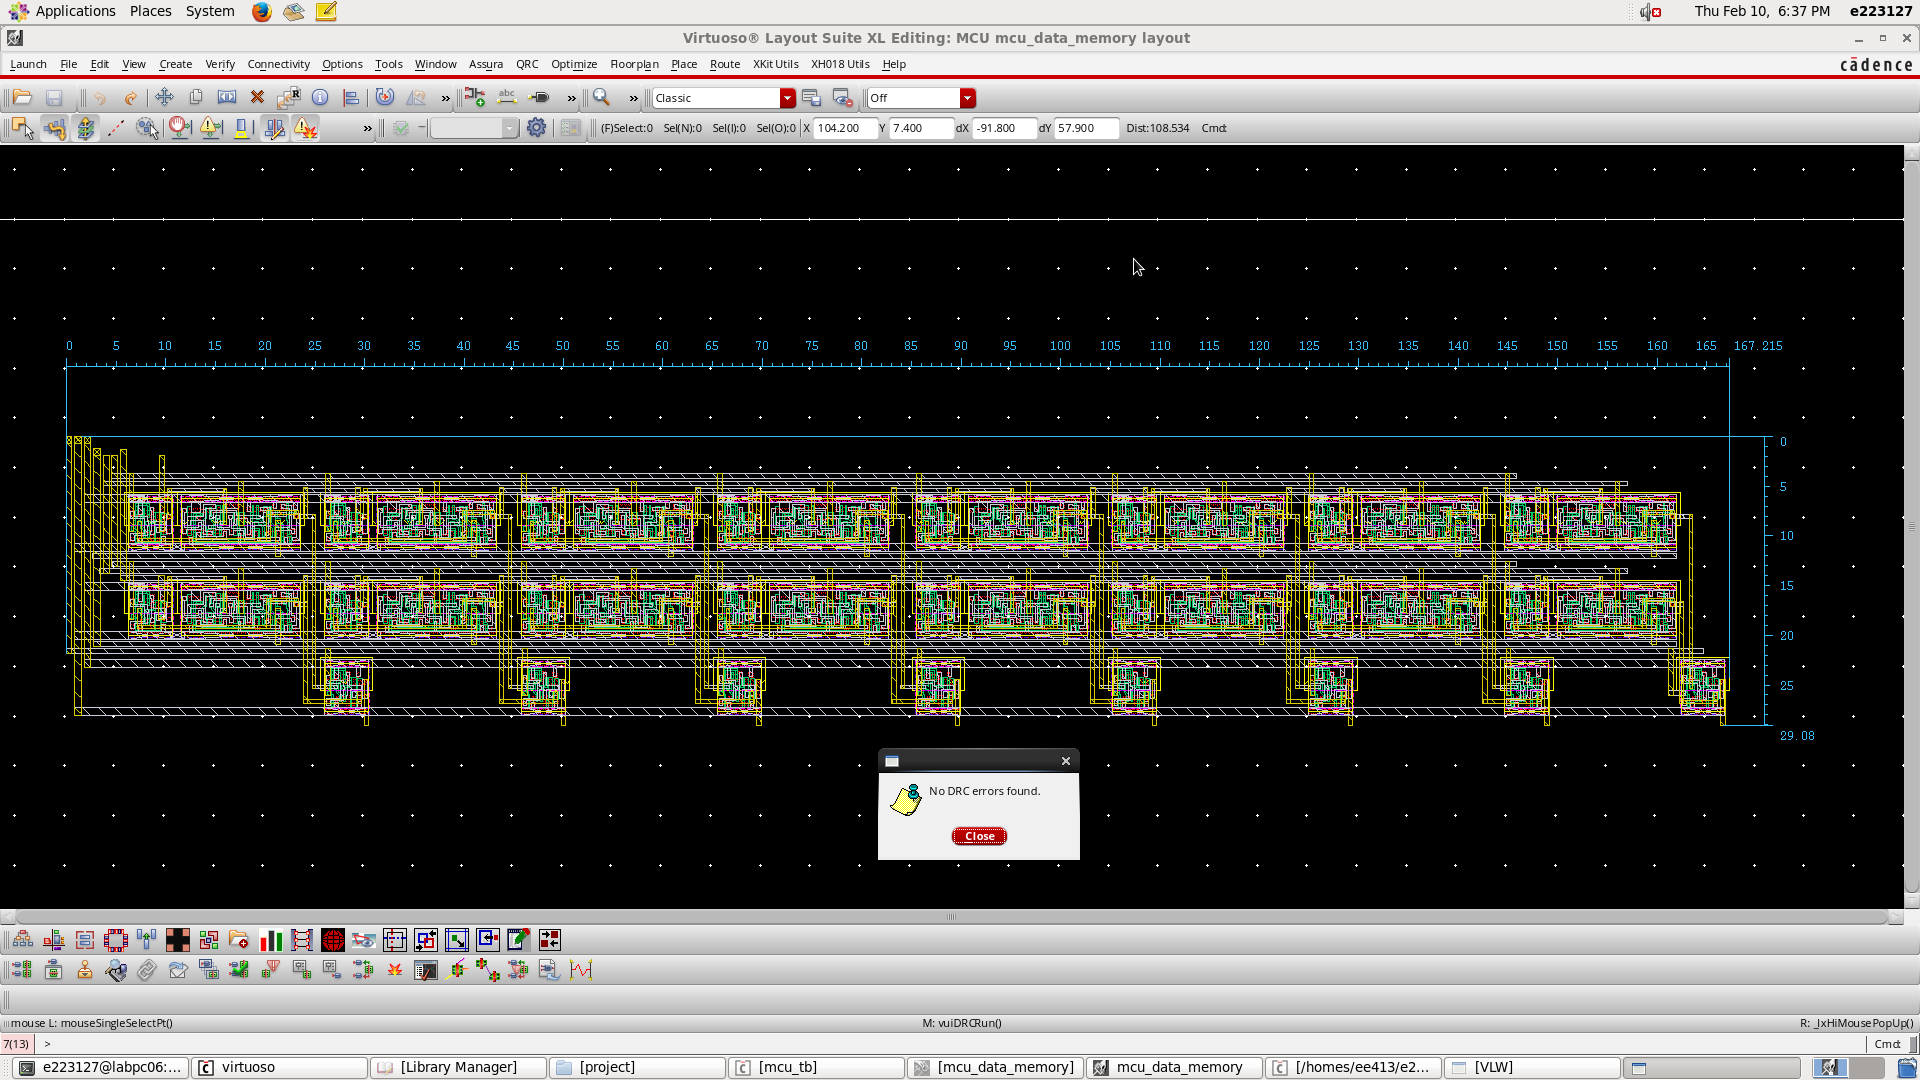 Applications Places System Thu Feb 10, 6:37 PM e223127
Virtuoso® Layout Suite XL Editing: MCU mcu_data_memory layout
Launch File Edit View Create Verify Connectivity Options Tools Window Assura QRC Optimize Floorplan Place Route XKit Utils XH018 Utils Help cādence
» abc » » Classic Off
» (F)Select:0 Sel(N):0 Sel(I):0 Sel(O):0 X 104.200 Y 7.400 dX -91.800 dY 57.900 Dist:108.534 Cmd:
0 5 10 15 20 25 30 35 40 45 50 55 60 65 70 75 80 85 90 95 100 105 110 115 120 125 130 135 140 145 150 155 160 165 167.215
0
5
10
15
20
25
29.08
No DRC errors found.
Close
mouse L: mouseSingleSelectPt() M: vuiDRCRun() R: _lxHiMousePopUp()
7(13) > Cmd:
e223127@labpc06:... virtuoso [Library Manager] [project] [mcu_tb] [mcu_data_memory] mcu_data_memory [/homes/ee413/e2... [VLW]